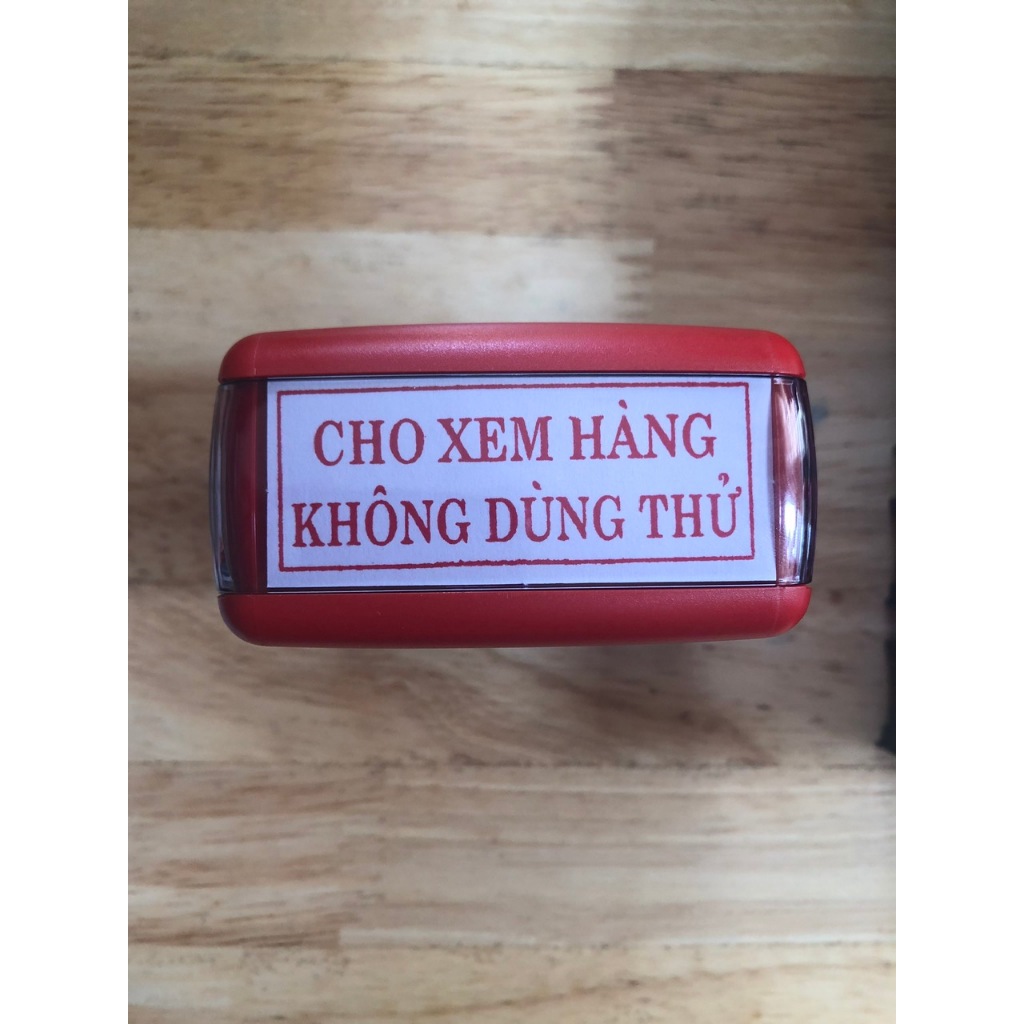 CHO XEM HÀNG
KHÔNG DÙNG THỬ